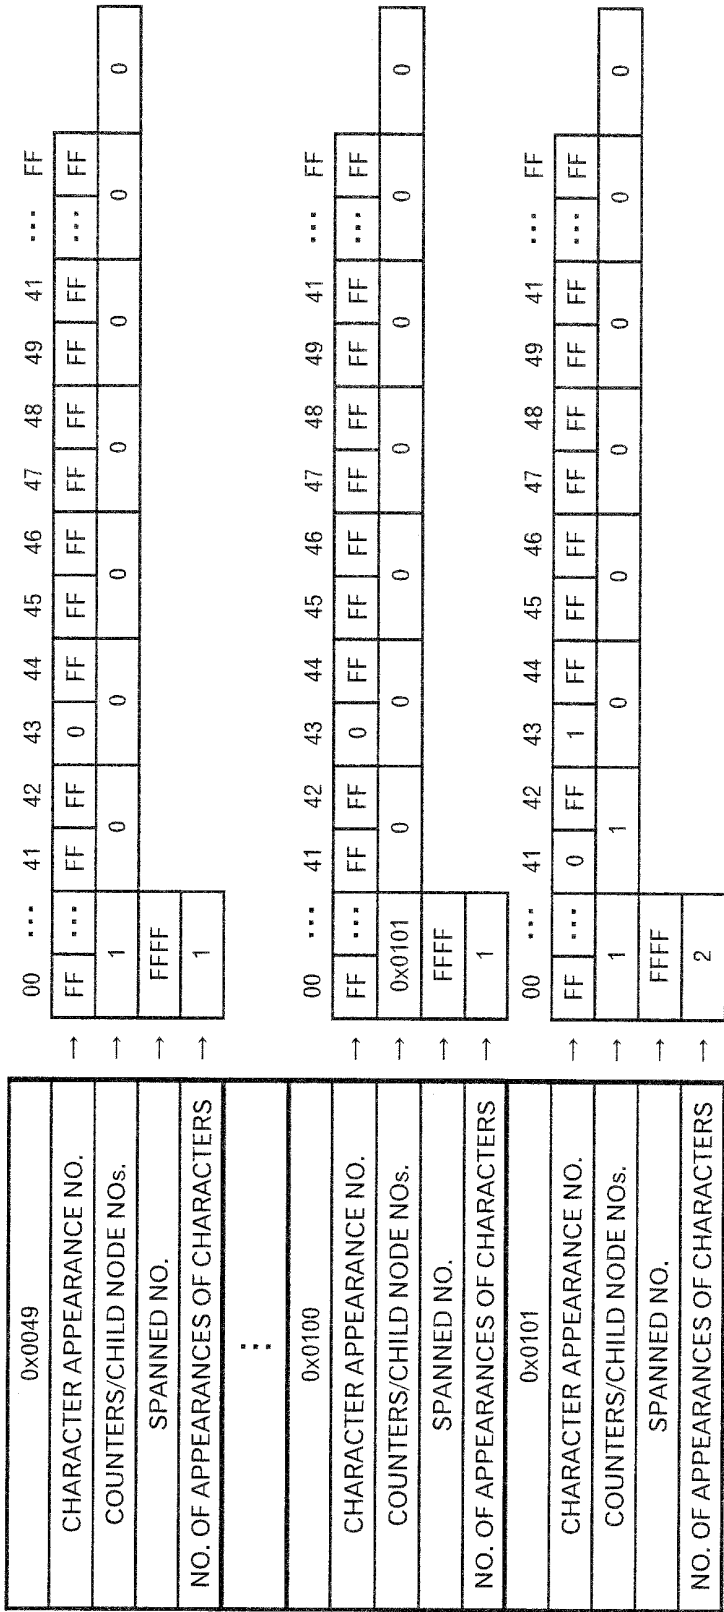 0x0049
00 ... 41 42 43 44 45 46 47 48 49 41 ... FF
CHARACTER APPEARANCE NO. → FF ... FF FF 0 FF FF FF FF FF FF FF ... FF
COUNTERS/CHILD NODE NOs. → 1 0 0 0 0 0 0 0
SPANNED NO. → FFFF
NO. OF APPEARANCES OF CHARACTERS → 1
...
0x0100
00 ... 41 42 43 44 45 46 47 48 49 41 ... FF
CHARACTER APPEARANCE NO. → FF ... FF FF 0 FF FF FF FF FF FF FF ... FF
COUNTERS/CHILD NODE NOs. → 0x0101 0 0 0 0 0 0 0
SPANNED NO. → FFFF
NO. OF APPEARANCES OF CHARACTERS → 1
0x0101
00 ... 41 42 43 44 45 46 47 48 49 41 ... FF
CHARACTER APPEARANCE NO. → FF ... 0 FF 1 FF FF FF FF FF FF FF ... FF
COUNTERS/CHILD NODE NOs. → 1 1 0 0 0 0 0 0
SPANNED NO. → FFFF
NO. OF APPEARANCES OF CHARACTERS → 2